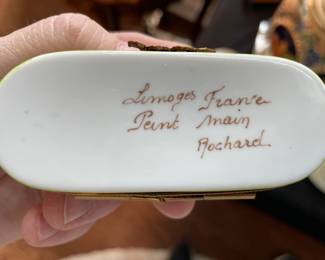 Limoges France
Peint Main
Rochard